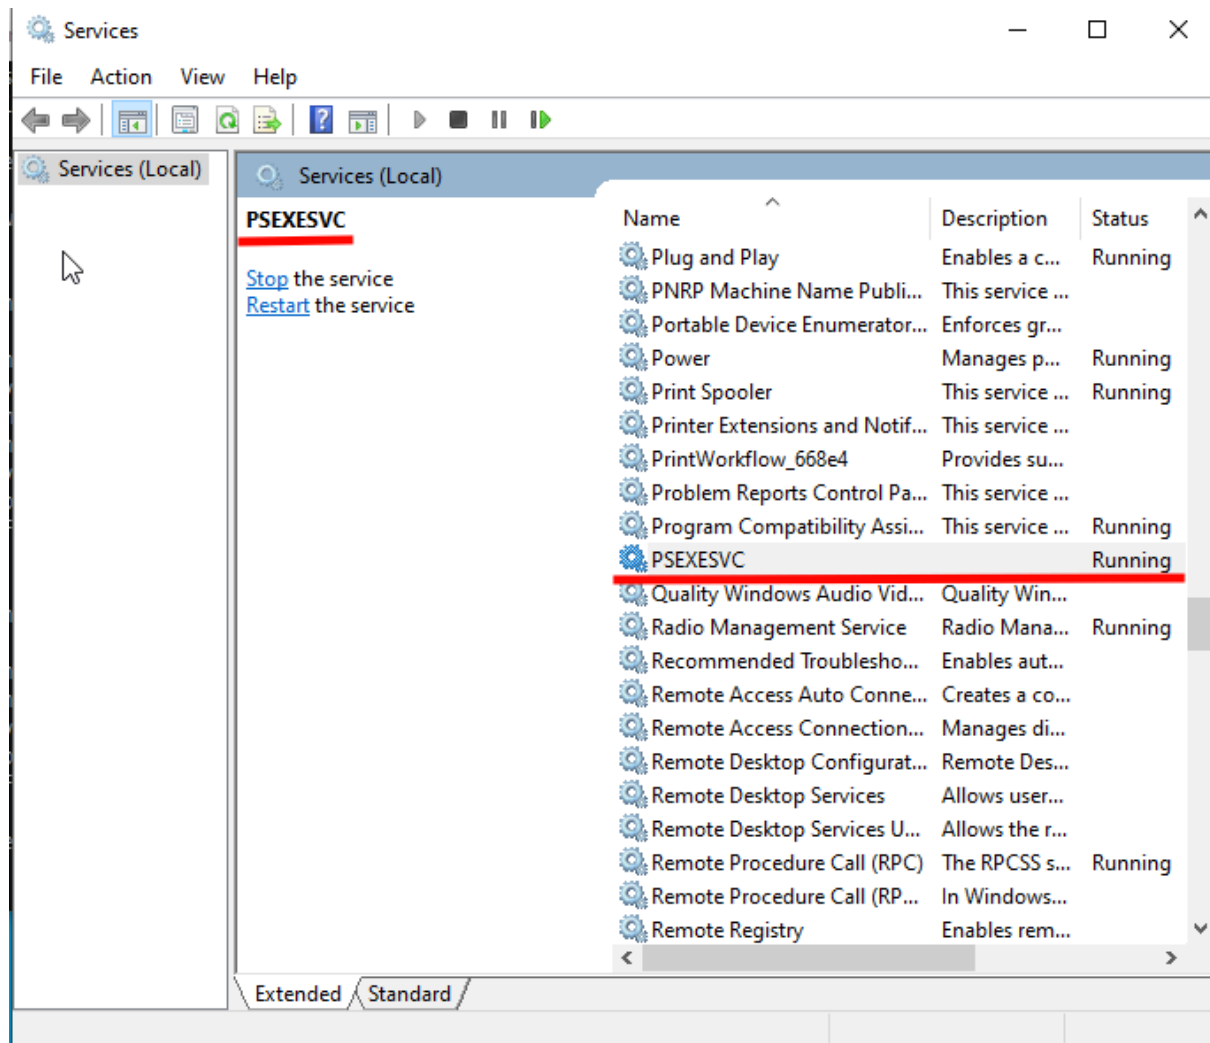 Services
File Action View Help
Services (Local)
Services (Local)
PSEXESVC
Stop the service
Restart the service
Name Description Status
Plug and Play Enables a c... Running
PNRP Machine Name Publi... This service ...
Portable Device Enumerator... Enforces gr...
Power Manages p... Running
Print Spooler This service ... Running
Printer Extensions and Notif... This service ...
PrintWorkflow_668e4 Provides su...
Problem Reports Control Pa... This service ...
Program Compatibility Assi... This service ... Running
PSEXESVC Running
Quality Windows Audio Vid... Quality Win...
Radio Management Service Radio Mana... Running
Recommended Troublesho... Enables aut...
Remote Access Auto Conne... Creates a co...
Remote Access Connection... Manages di...
Remote Desktop Configurat... Remote Des...
Remote Desktop Services Allows user...
Remote Desktop Services U... Allows the r...
Remote Procedure Call (RPC) The RPCSS s... Running
Remote Procedure Call (RP... In Windows...
Remote Registry Enables rem...
Extended Standard